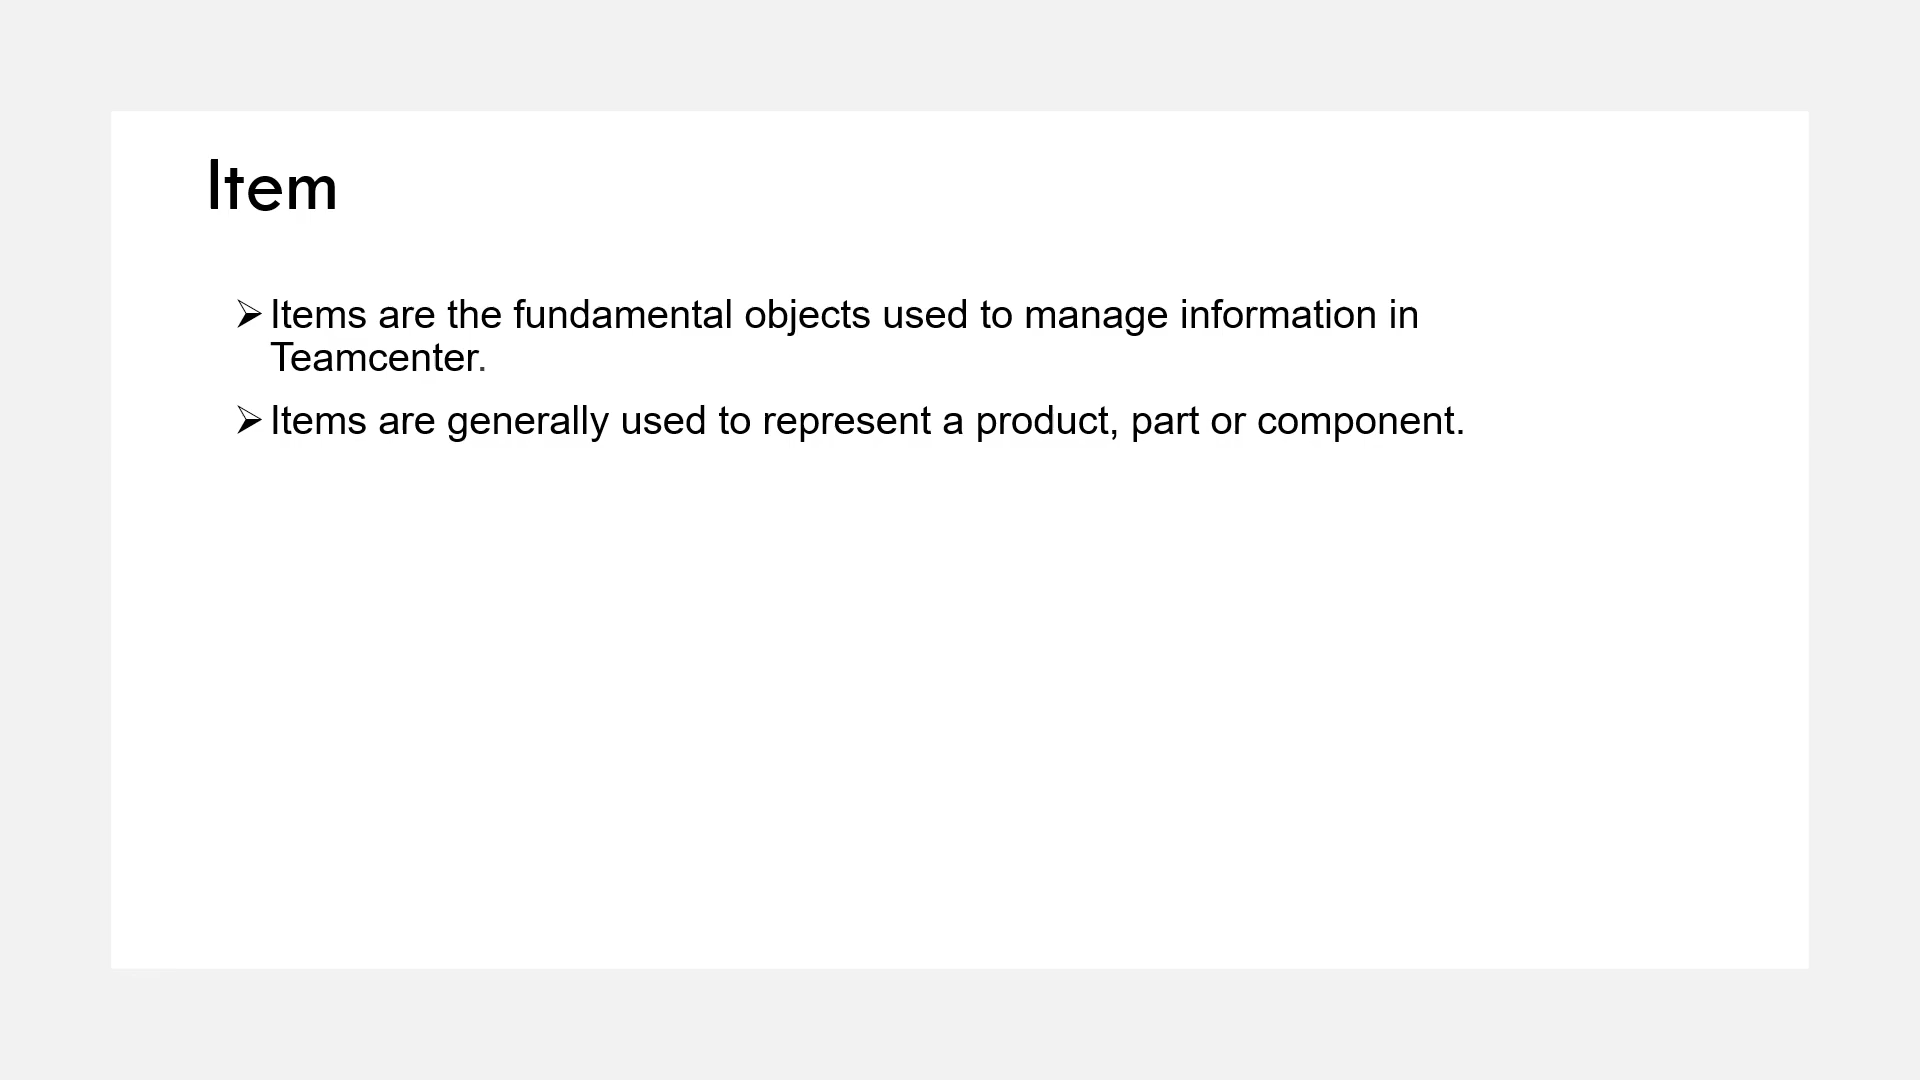 Item
➢ Items are the fundamental objects used to manage information in
Teamcenter.
➢ Items are generally used to represent a product, part or component.